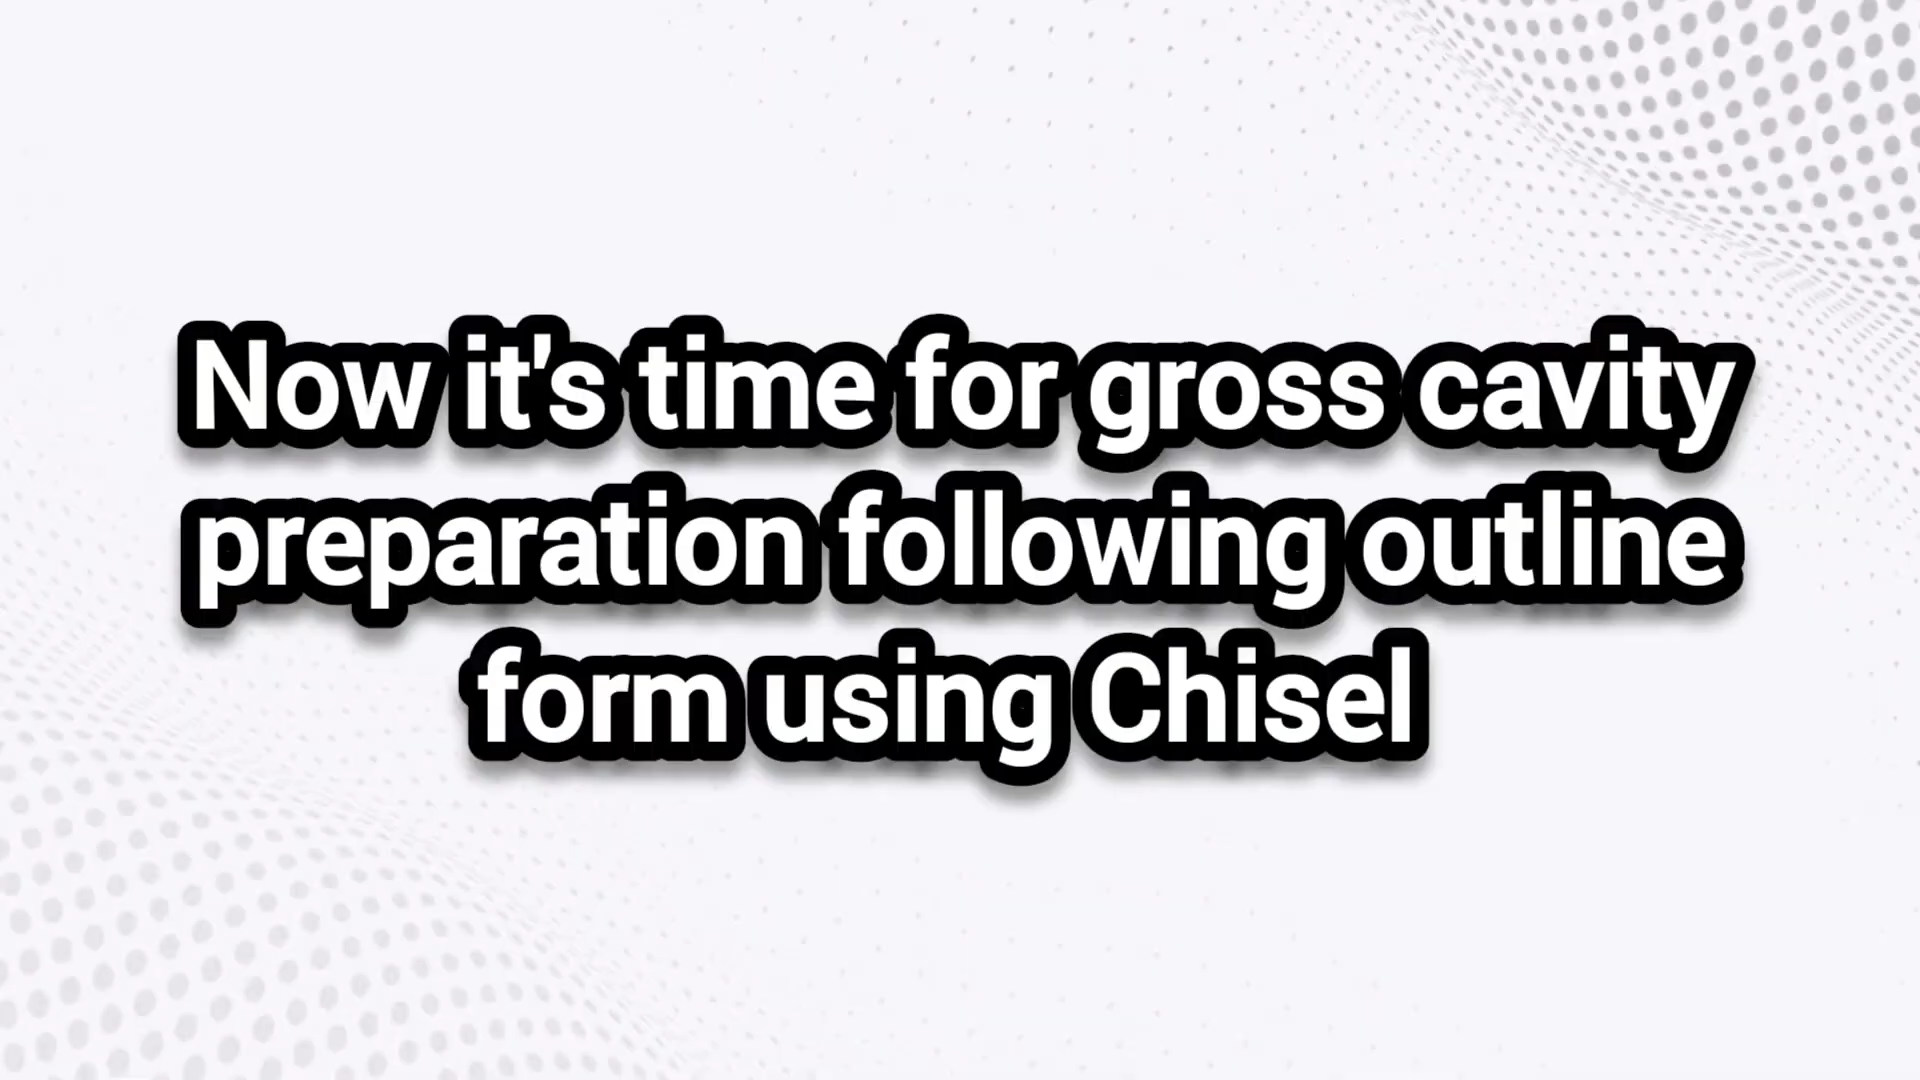 Now it's time for gross cavity
preparation following outline
form using Chisel